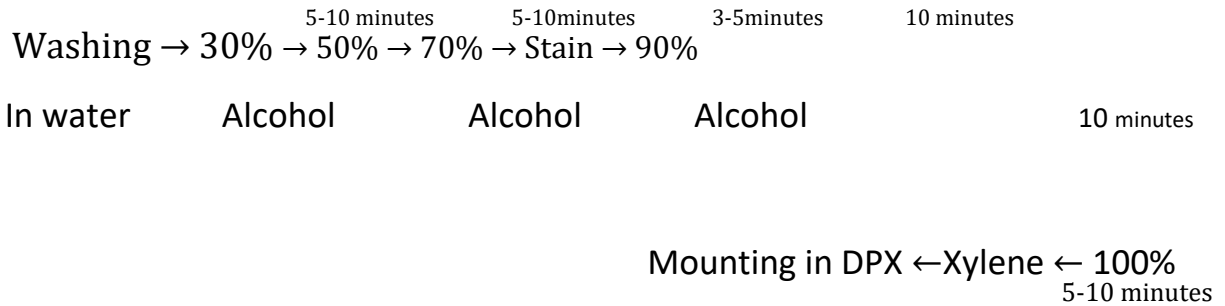 5-10 minutes 5-10minutes 3-5minutes 10 minutes
Washing → 30% → 50% → 70% → Stain → 90%
In water Alcohol Alcohol Alcohol 10 minutes
Mounting in DPX ←Xylene ← 100%
5-10 minutes